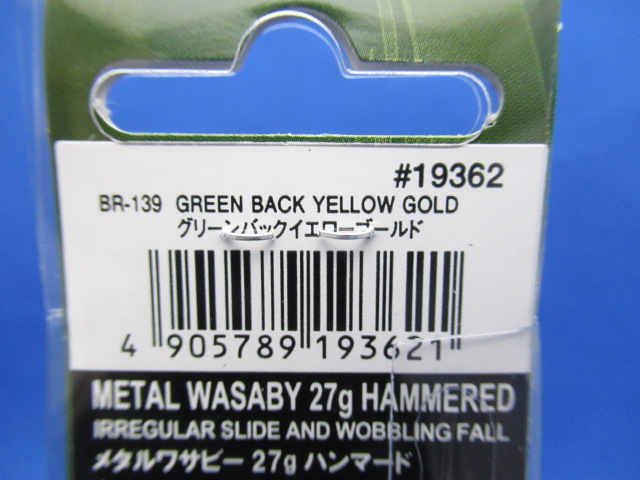 #19362
BR-139 GREEN BACK YELLOW GOLD
グリーンバックイエローゴールド
4 905789 193621
METAL WASABY 27g HAMMERED
IRREGULAR SLIDE AND WOBBLING FALL
メタルワサビー 27g ハンマード